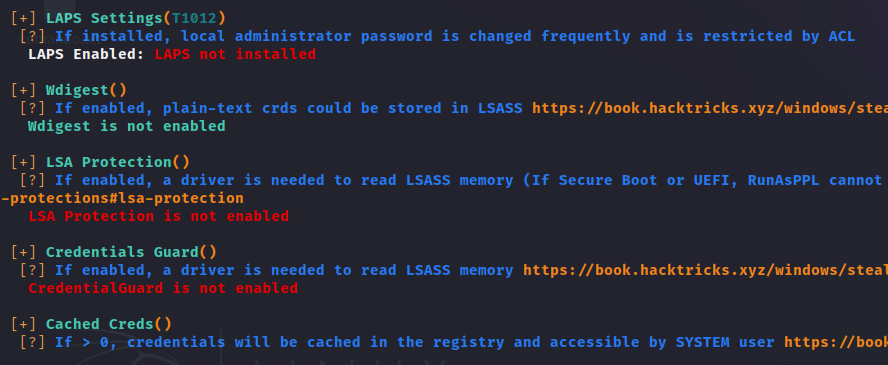 [+] LAPS Settings(T1012)
[?] If installed, local administrator password is changed frequently and is restricted by ACL
LAPS Enabled: LAPS not installed
[+] Wdigest()
[?] If enabled, plain-text crds could be stored in LSASS https://book.hacktricks.xyz/windows/stea
Wdigest is not enabled
[+] LSA Protection()
[?] If enabled, a driver is needed to read LSASS memory (If Secure Boot or UEFI, RunAsPPL cannot
-protections#lsa-protection
LSA Protection is not enabled
[+] Credentials Guard()
[?] If enabled, a driver is needed to read LSASS memory https://book.hacktricks.xyz/windows/steal
CredentialGuard is not enabled
[+] Cached Creds()
[?] If > 0, credentials will be cached in the registry and accessible by SYSTEM user https://book